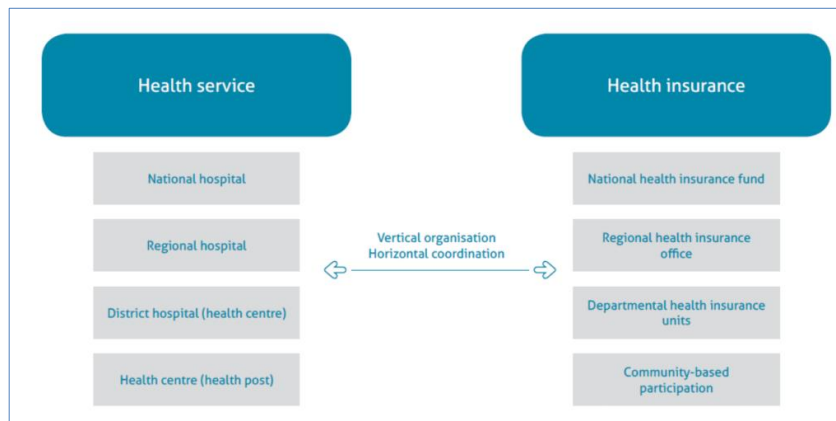 Health service
Health insurance
National hospital
Regional hospital
District hospital (health centre)
Health centre (health post)
Vertical organisation
Horizontal coordination
National health insurance fund
Regional health insurance
office
Departmental health insurance
units
Community-based
participation